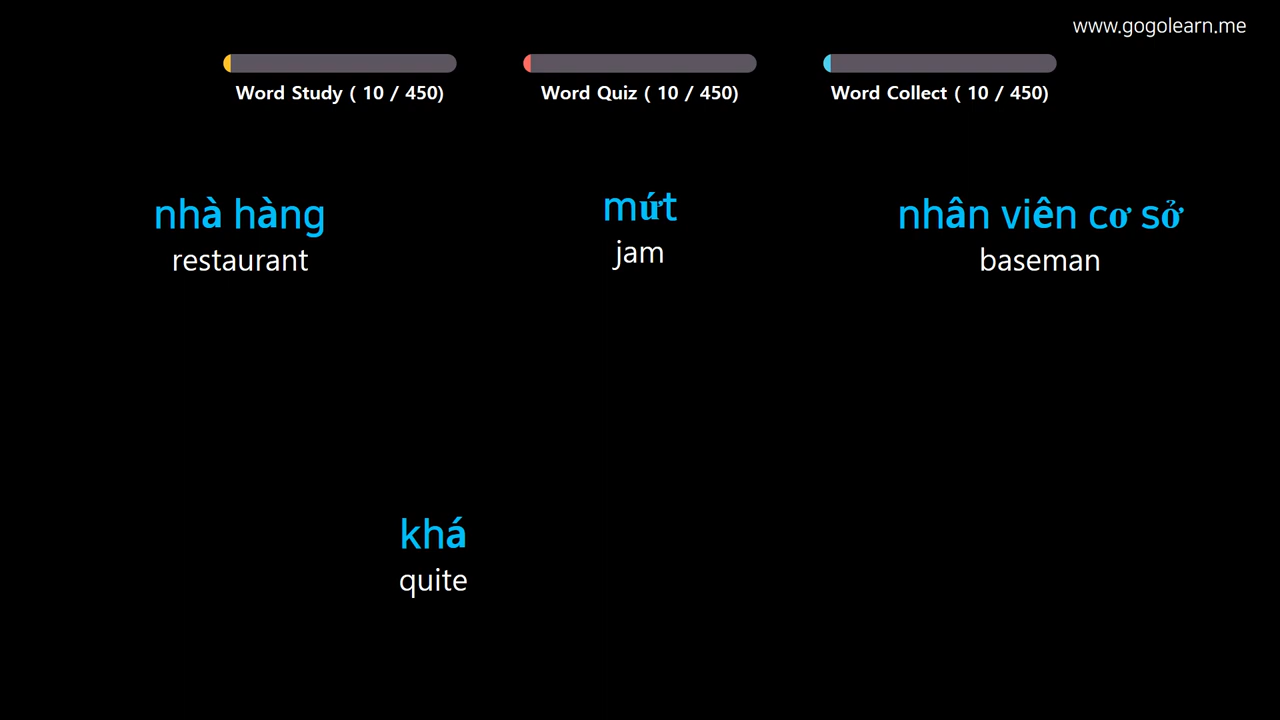 www.gogolearn.me
Word Study ( 10 / 450)
Word Quiz ( 10 / 450)
Word Collect ( 10 / 450)
nhà hàng
restaurant
mứt
jam
nhân viên cơ sở
baseman
khá
quite